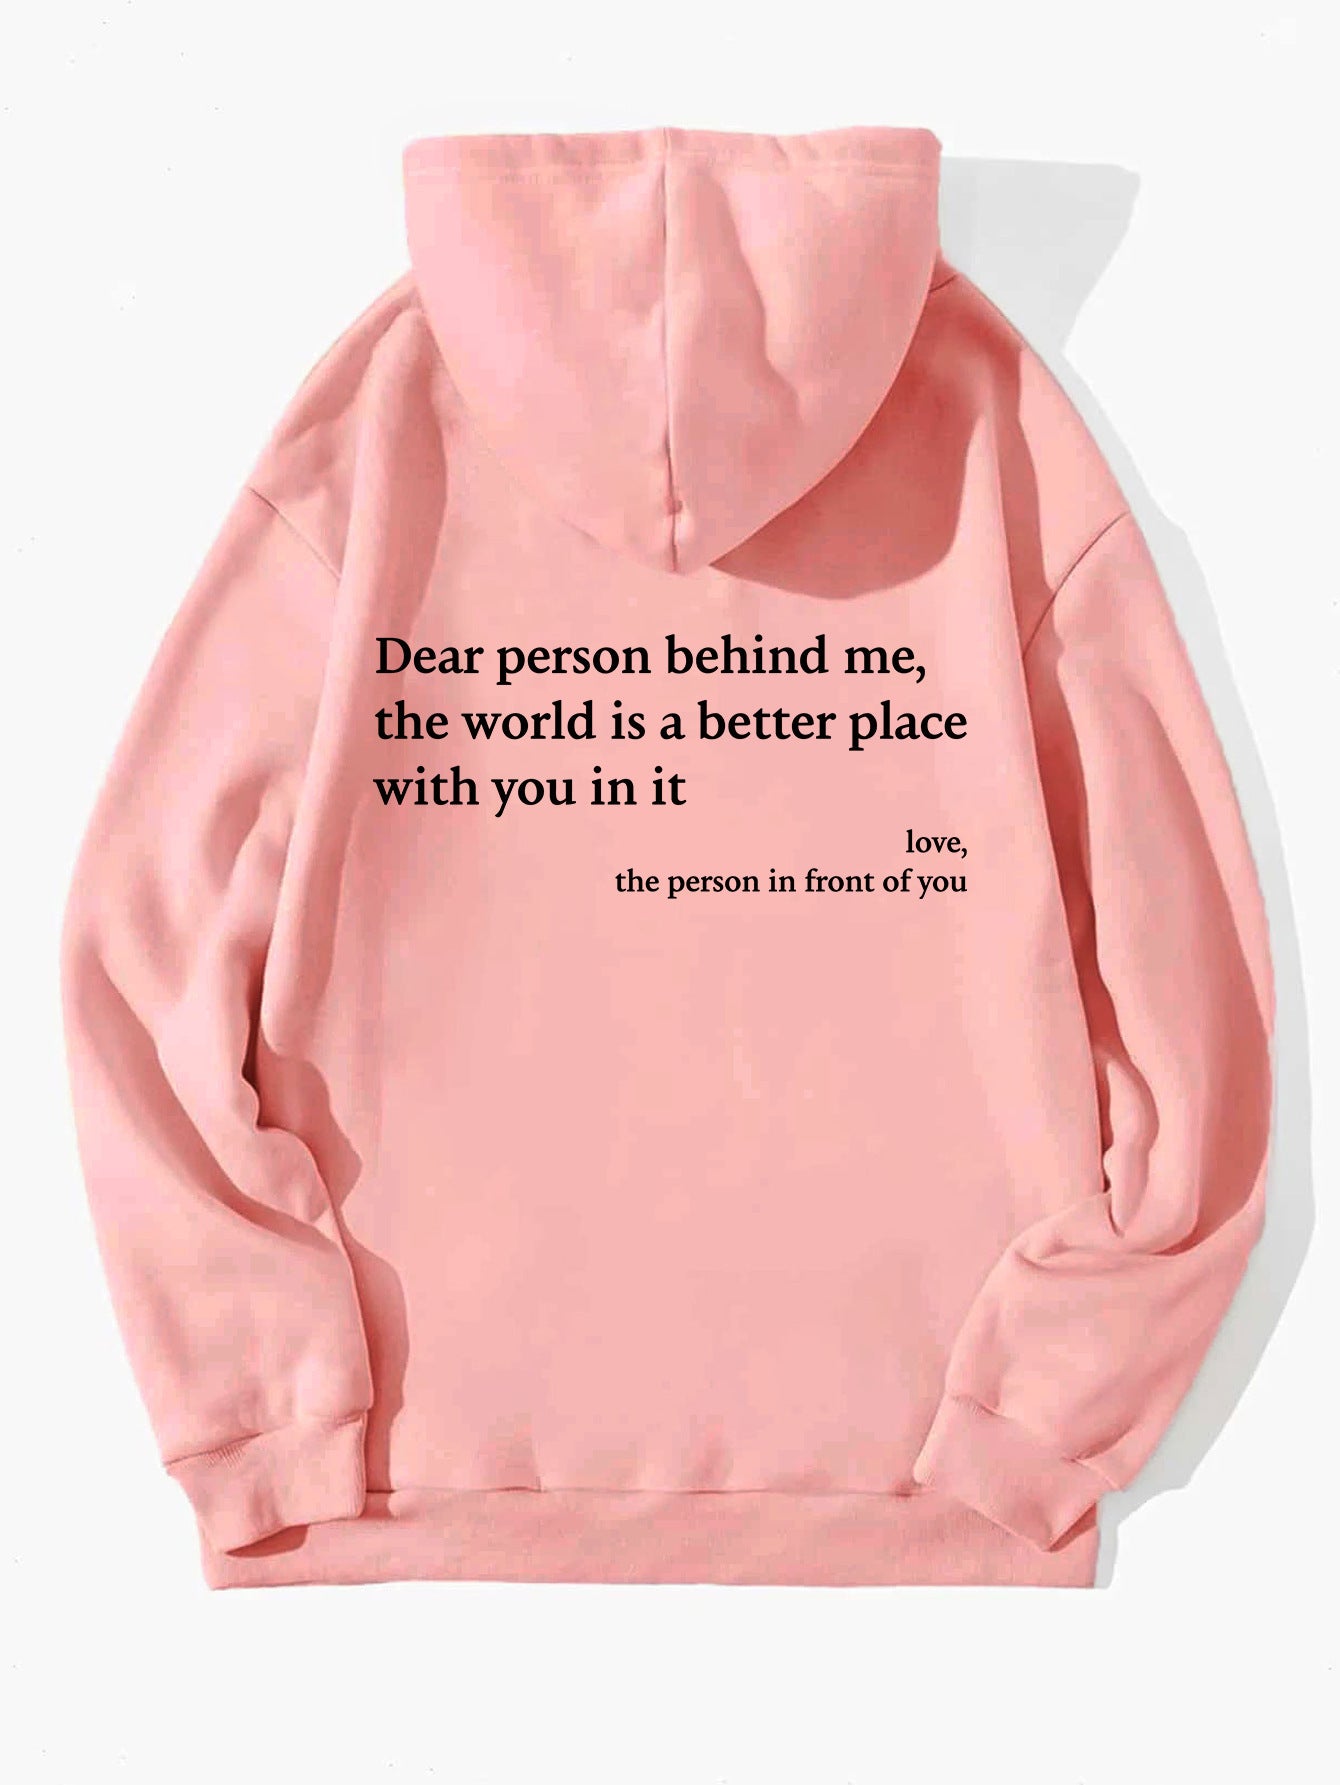 Dear person behind me,
the world is a better place
with you in it
love,
the person in front of you